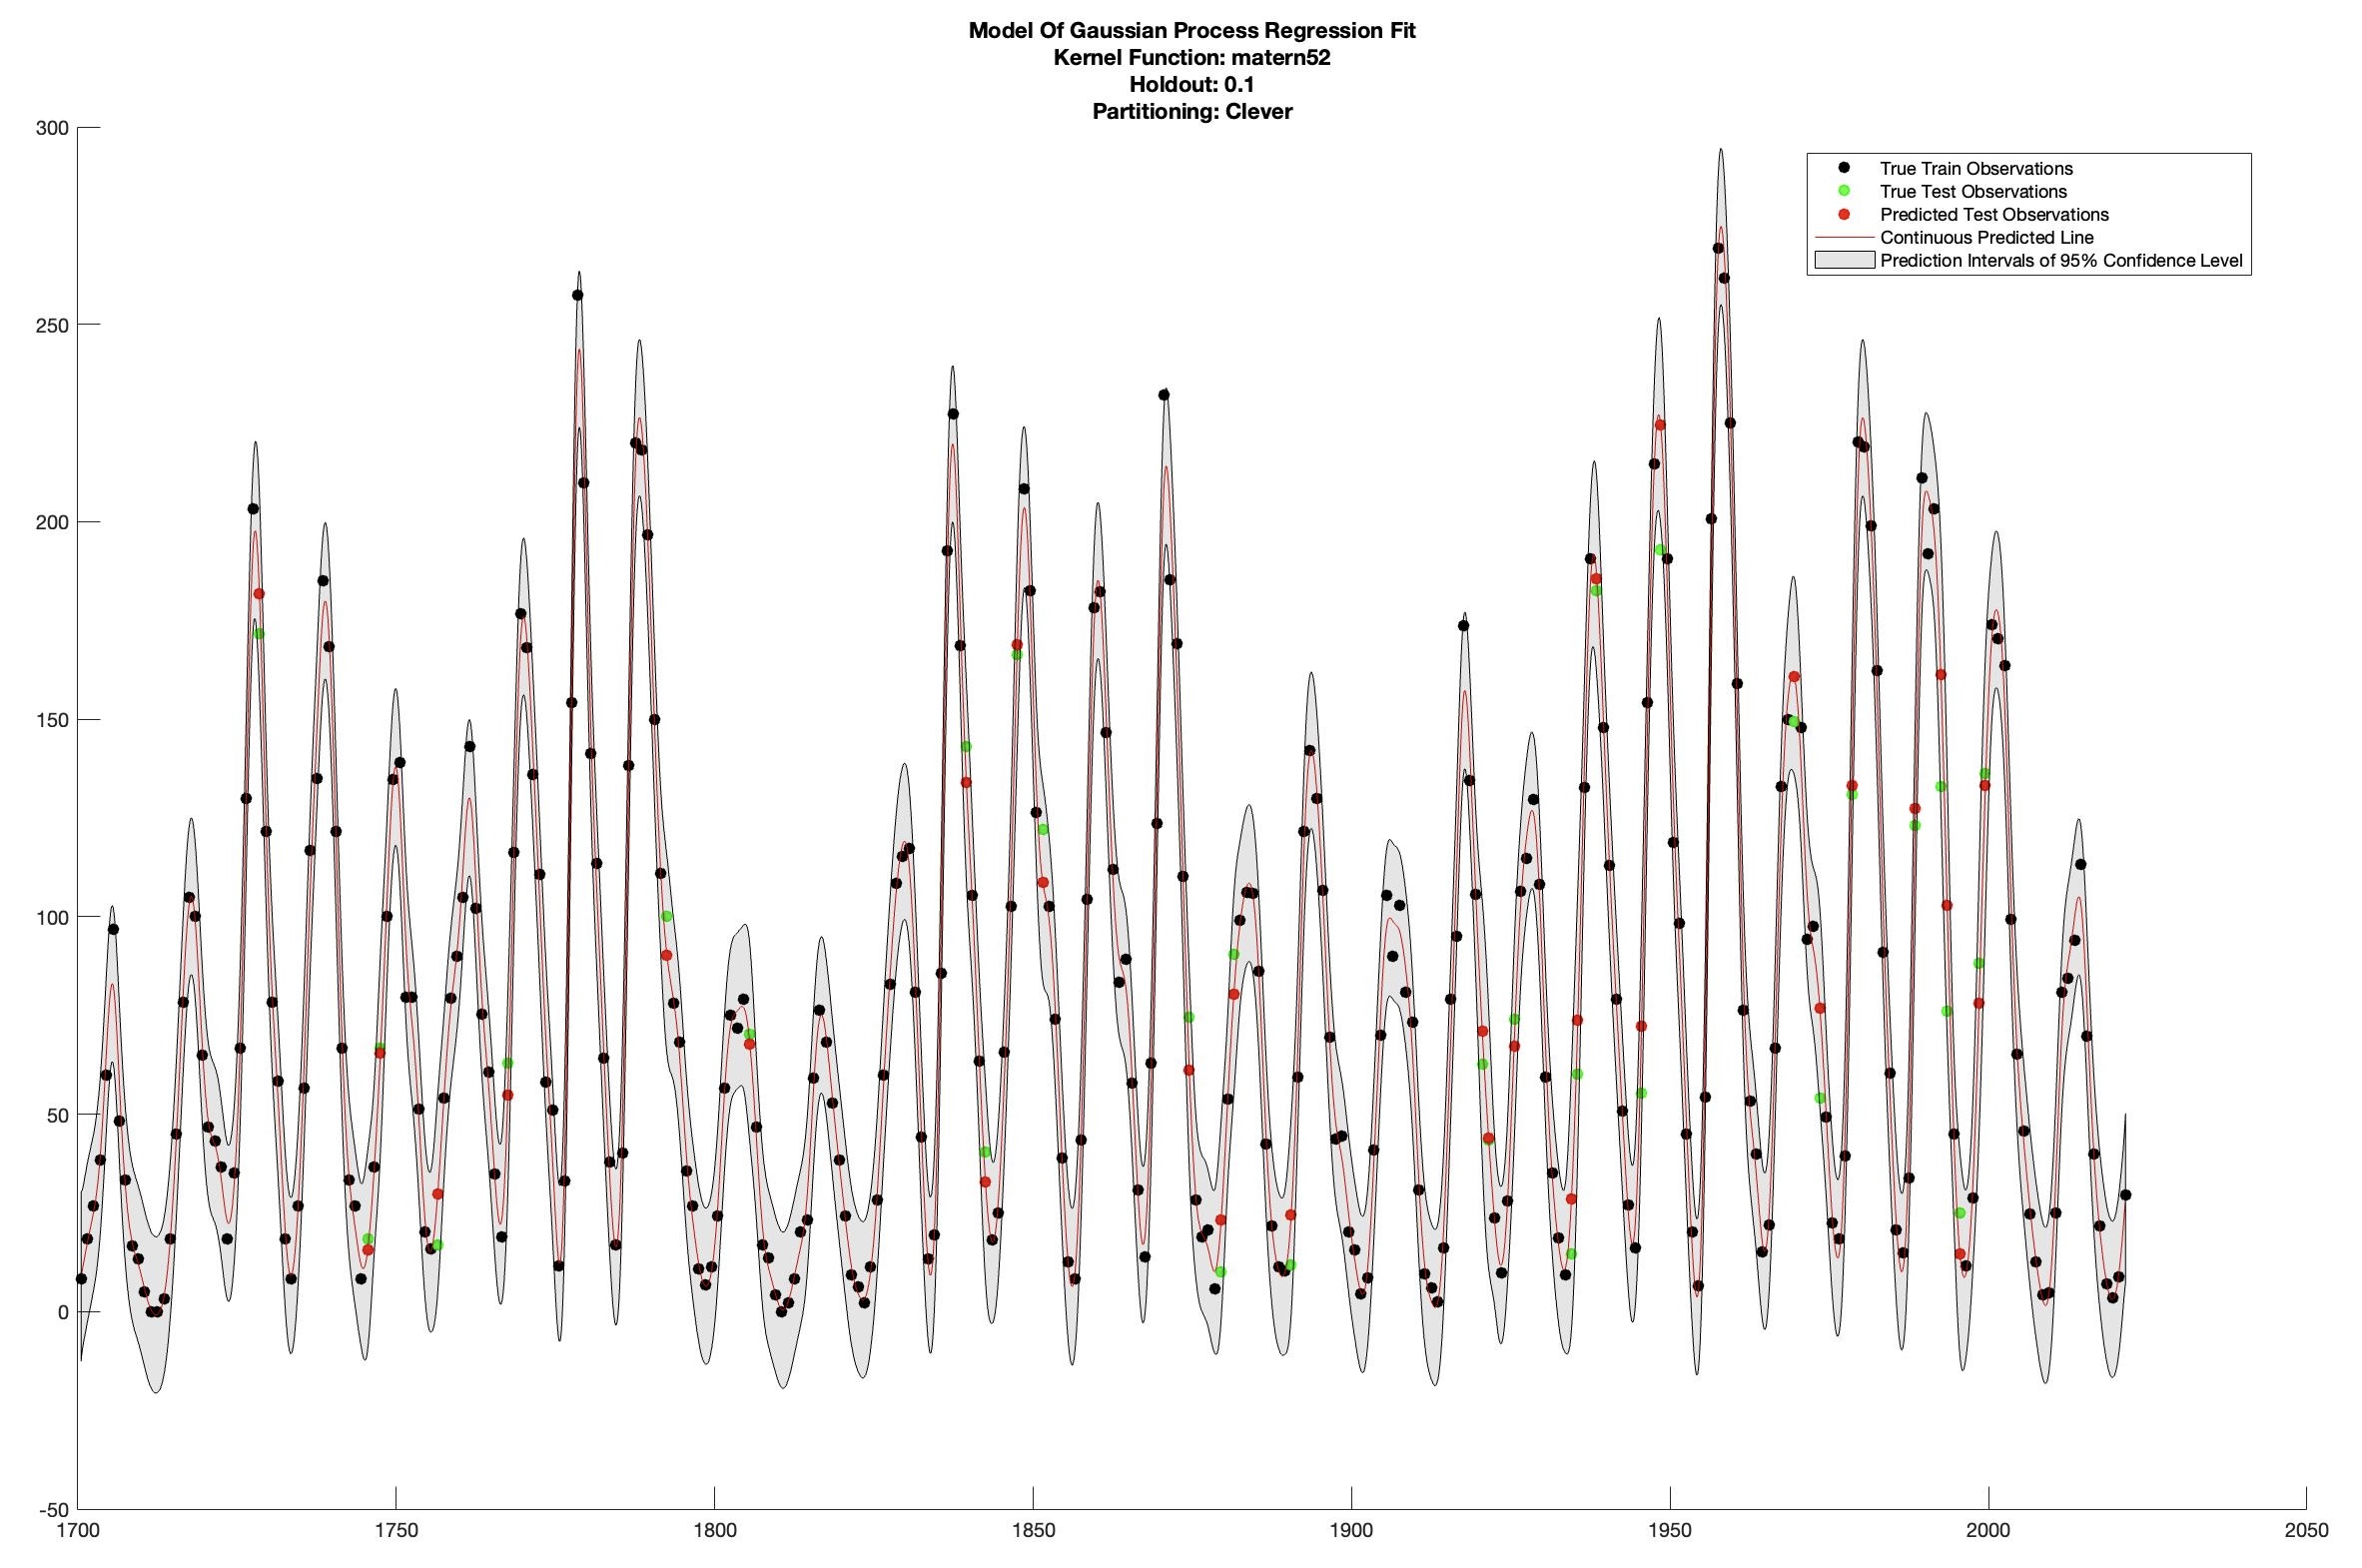 Model Of Gaussian Process Regression Fit
Kernel Function: matern52
Holdout: 0.1
Partitioning: Clever
300
250
200
150
100
50
0
-50
1700
1750
1800
1850
1900
1950
2000
2050
True Train Observations
True Test Observations
Predicted Test Observations
Continuous Predicted Line
Prediction Intervals of 95% Confidence Level